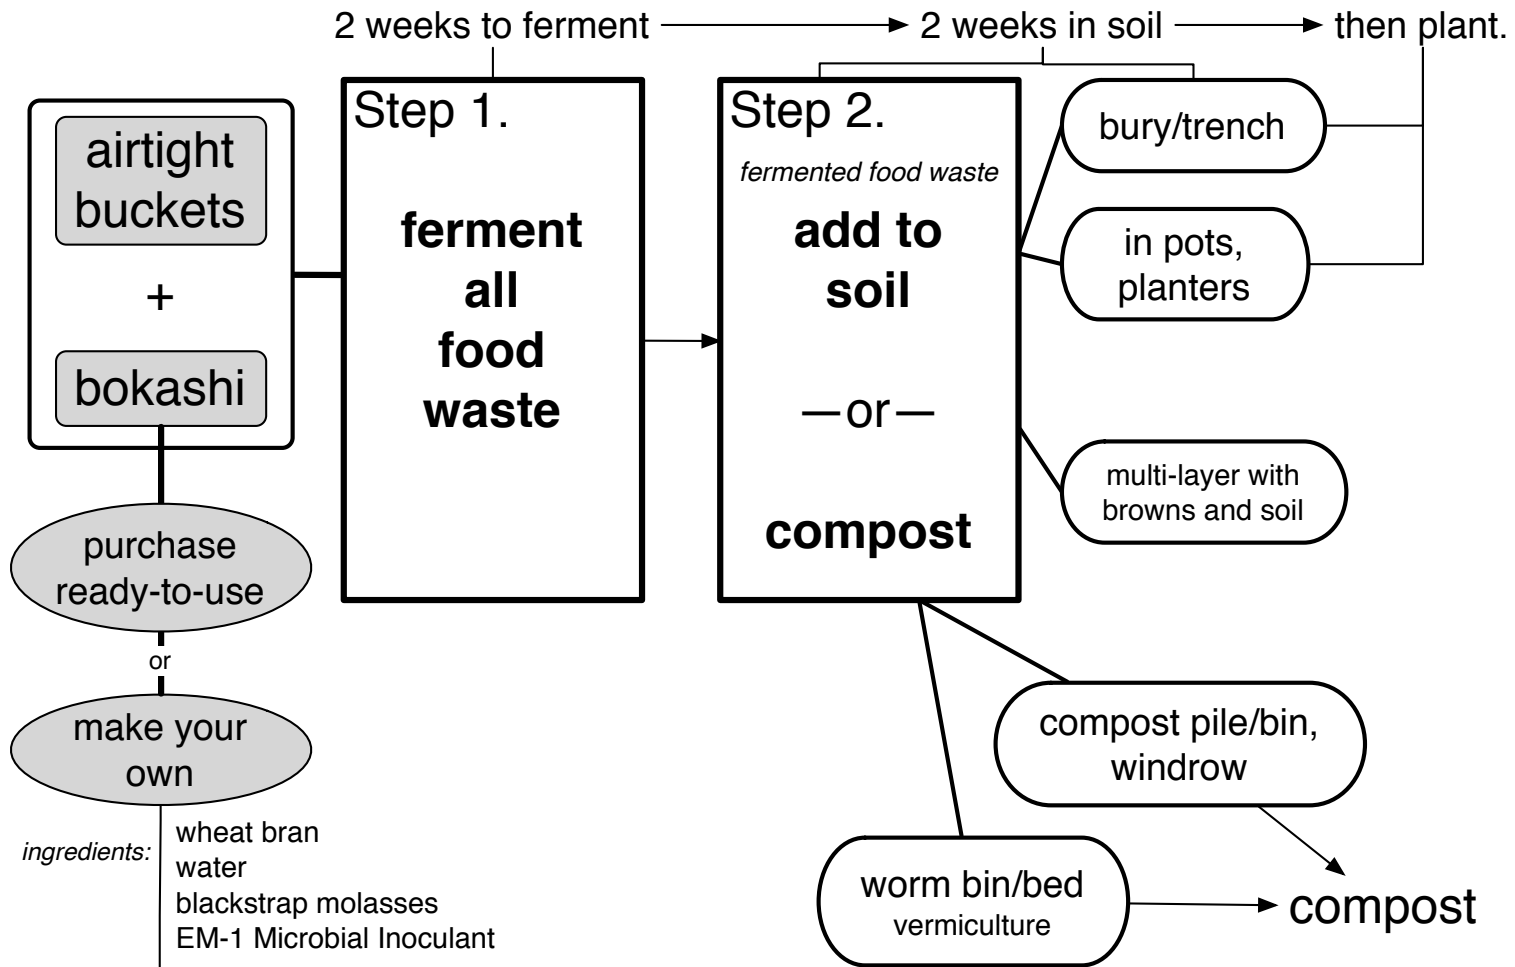 2 weeks to ferment
2 weeks in soil
then plant.
airtight
buckets
+
bokashi
purchase
ready-to-use
or
make your
own
ingredients:
wheat bran
water
blackstrap molasses
EM-1 Microbial Inoculant
Step 1.
ferment
all
food
waste
Step 2.
fermented food waste
add to
soil
—or—
compost
bury/trench
in pots,
planters
multi-layer with
browns and soil
compost pile/bin,
windrow
worm bin/bed
vermiculture
compost